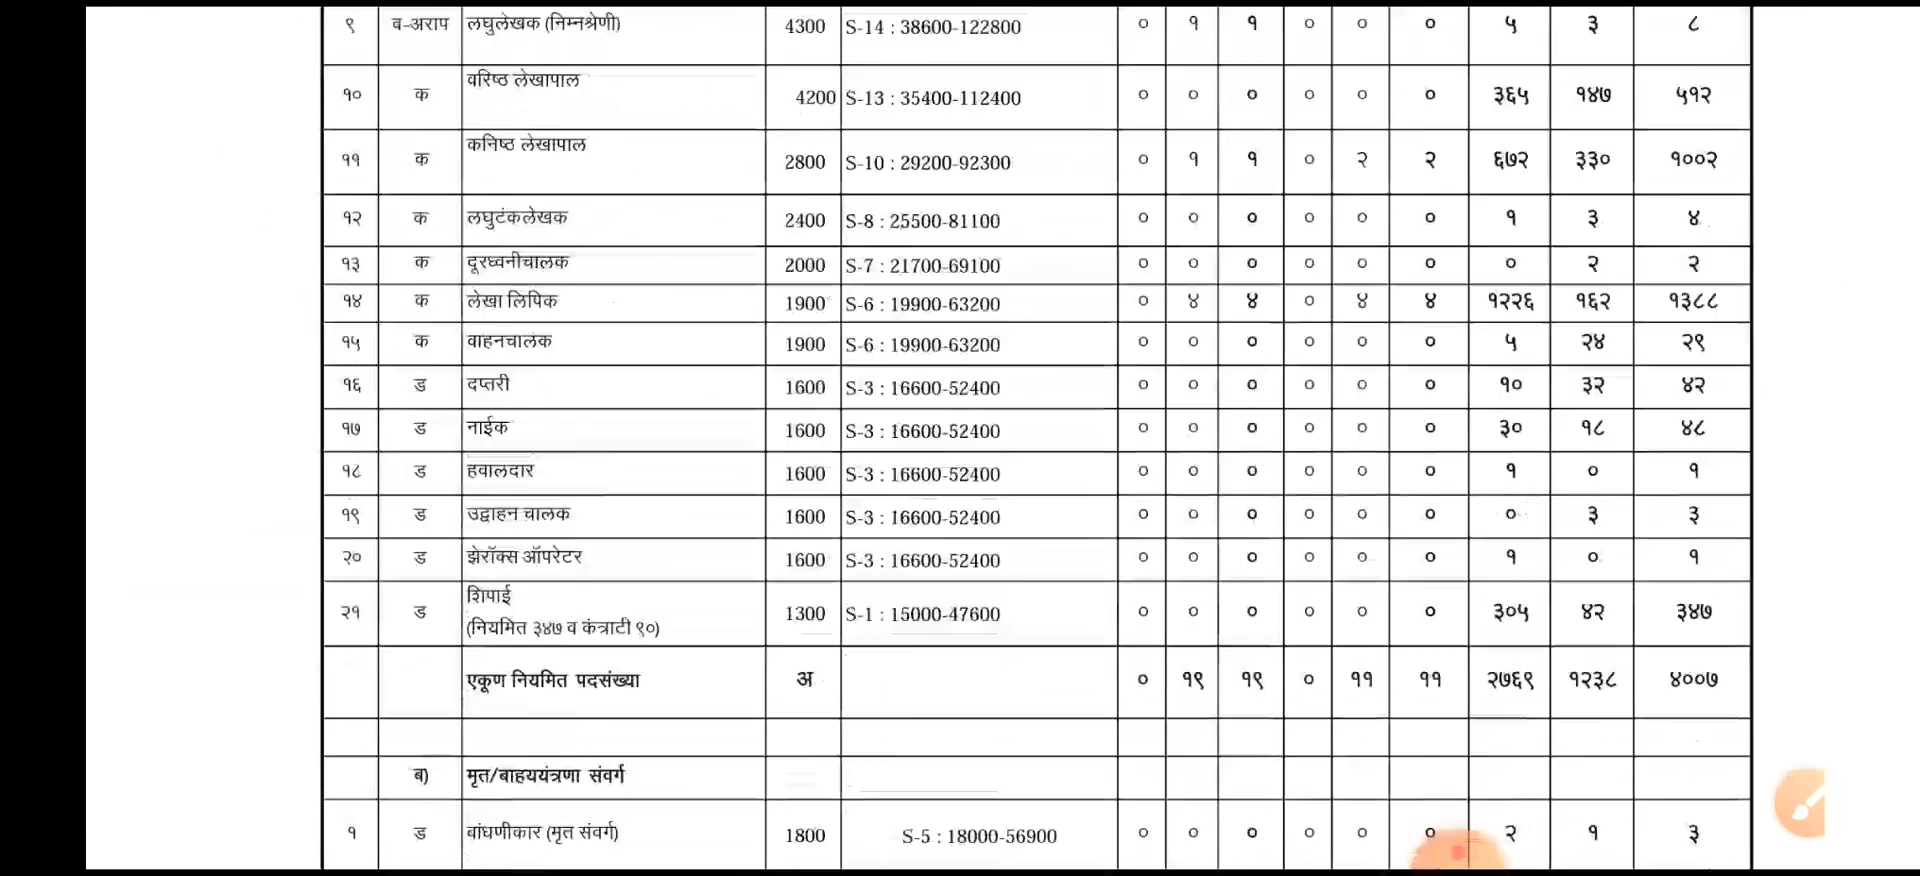 ९ ब-अराप लघुलेखक (निम्नश्रेणी) 4300 S-14 : 38600-122800 ० १ १ ० ० ० ५ ३ ८
१० क वरिष्ठ लेखापाल 4200 S-13 : 35400-112400 ० ० ० ० ० ० ३६५ १४७ ५१२
११ क कनिष्ठ लेखापाल 2800 S-10 : 29200-92300 ० १ १ ० २ २ ६७२ ३३० १००२
१२ क लघुटंकलेखक 2400 S-8 : 25500-81100 ० ० ० ० ० ० १ ३ ४
१३ क दूरध्वनीचालक 2000 S-7 : 21700-69100 ० ० ० ० ० ० ० २ २
१४ क लेखा लिपिक 1900 S-6 : 19900-63200 ० ४ ४ ० ४ ४ १२२६ १६२ १३८८
१५ क वाहनचालक 1900 S-6 : 19900-63200 ० ० ० ० ० ० ५ २४ २९
१६ ड दप्तरी 1600 S-3 : 16600-52400 ० ० ० ० ० ० १० ३२ ४२
१७ ड नाईक 1600 S-3 : 16600-52400 ० ० ० ० ० ० ३० १८ ४८
१८ ड हवालदार 1600 S-3 : 16600-52400 ० ० ० ० ० ० १ ० १
१९ ड उद्वाहन चालक 1600 S-3 : 16600-52400 ० ० ० ० ० ० ० ३ ३
२० ड झेरॉक्स ऑपरेटर 1600 S-3 : 16600-52400 ० ० ० ० ० ० १ ० १
२१ ड शिपाई 1300 S-1 : 15000-47600 ० ० ० ० ० ० ३०५ ४२ ३४७
(नियमित ३४७ व कंत्राटी ९०)
एकूण नियमित पदसंख्या अ ० १९ १९ ० ११ ११ २७६९ १२३८ ४००७
ब) मृत/बाहययंत्रणा संवर्ग
१ ड बांधणीकार (मृत संवर्ग) 1800 S-5 : 18000-56900 ० ० ० ० ० ० २ १ ३